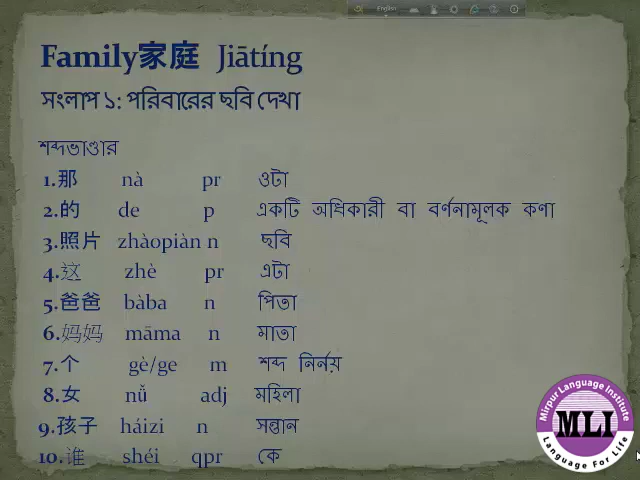 English
Family家庭 Jiātíng
সংলাপ ১: পরিবারের ছবি দেখা
শব্দভাণ্ডার
1.那 nà pr ওটা
2.的 de p একটি অধিকারী বা বর্ণনামূলক কণা
3.照片 zhàopiàn n ছবি
4.这 zhè pr এটা
5.爸爸 bàba n পিতা
6.妈妈 māma n মাতা
7.个 gè/ge m শব্দ নির্নয়
8.女 nǚ adj মহিলা
9.孩子 háizi n সন্তান
10.谁 shéi qpr কে
Mirpur Language Institute
MLI
Language For Life